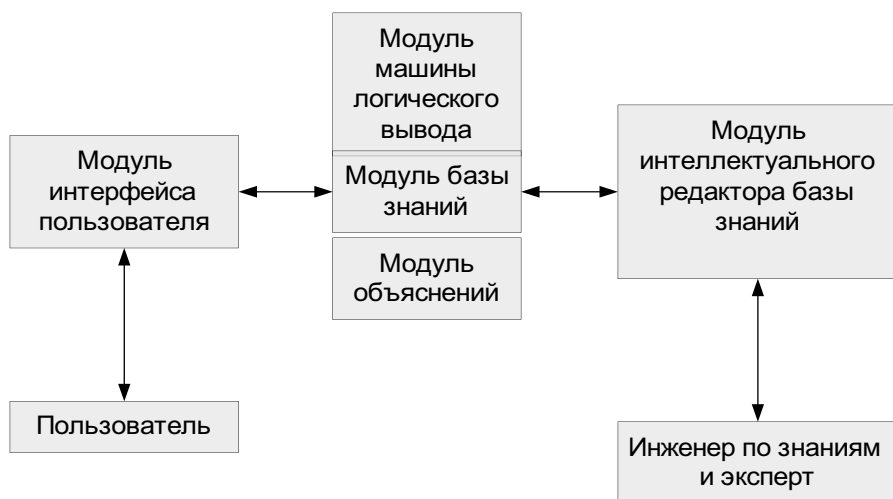 Модуль
машины
логического
вывода
Модуль
интерфейса
пользователя
Модуль базы
знаний
Модуль
интеллектуального
редактора базы
знаний
Модуль
объяснений
Пользователь
Инженер по знаниям
и эксперт